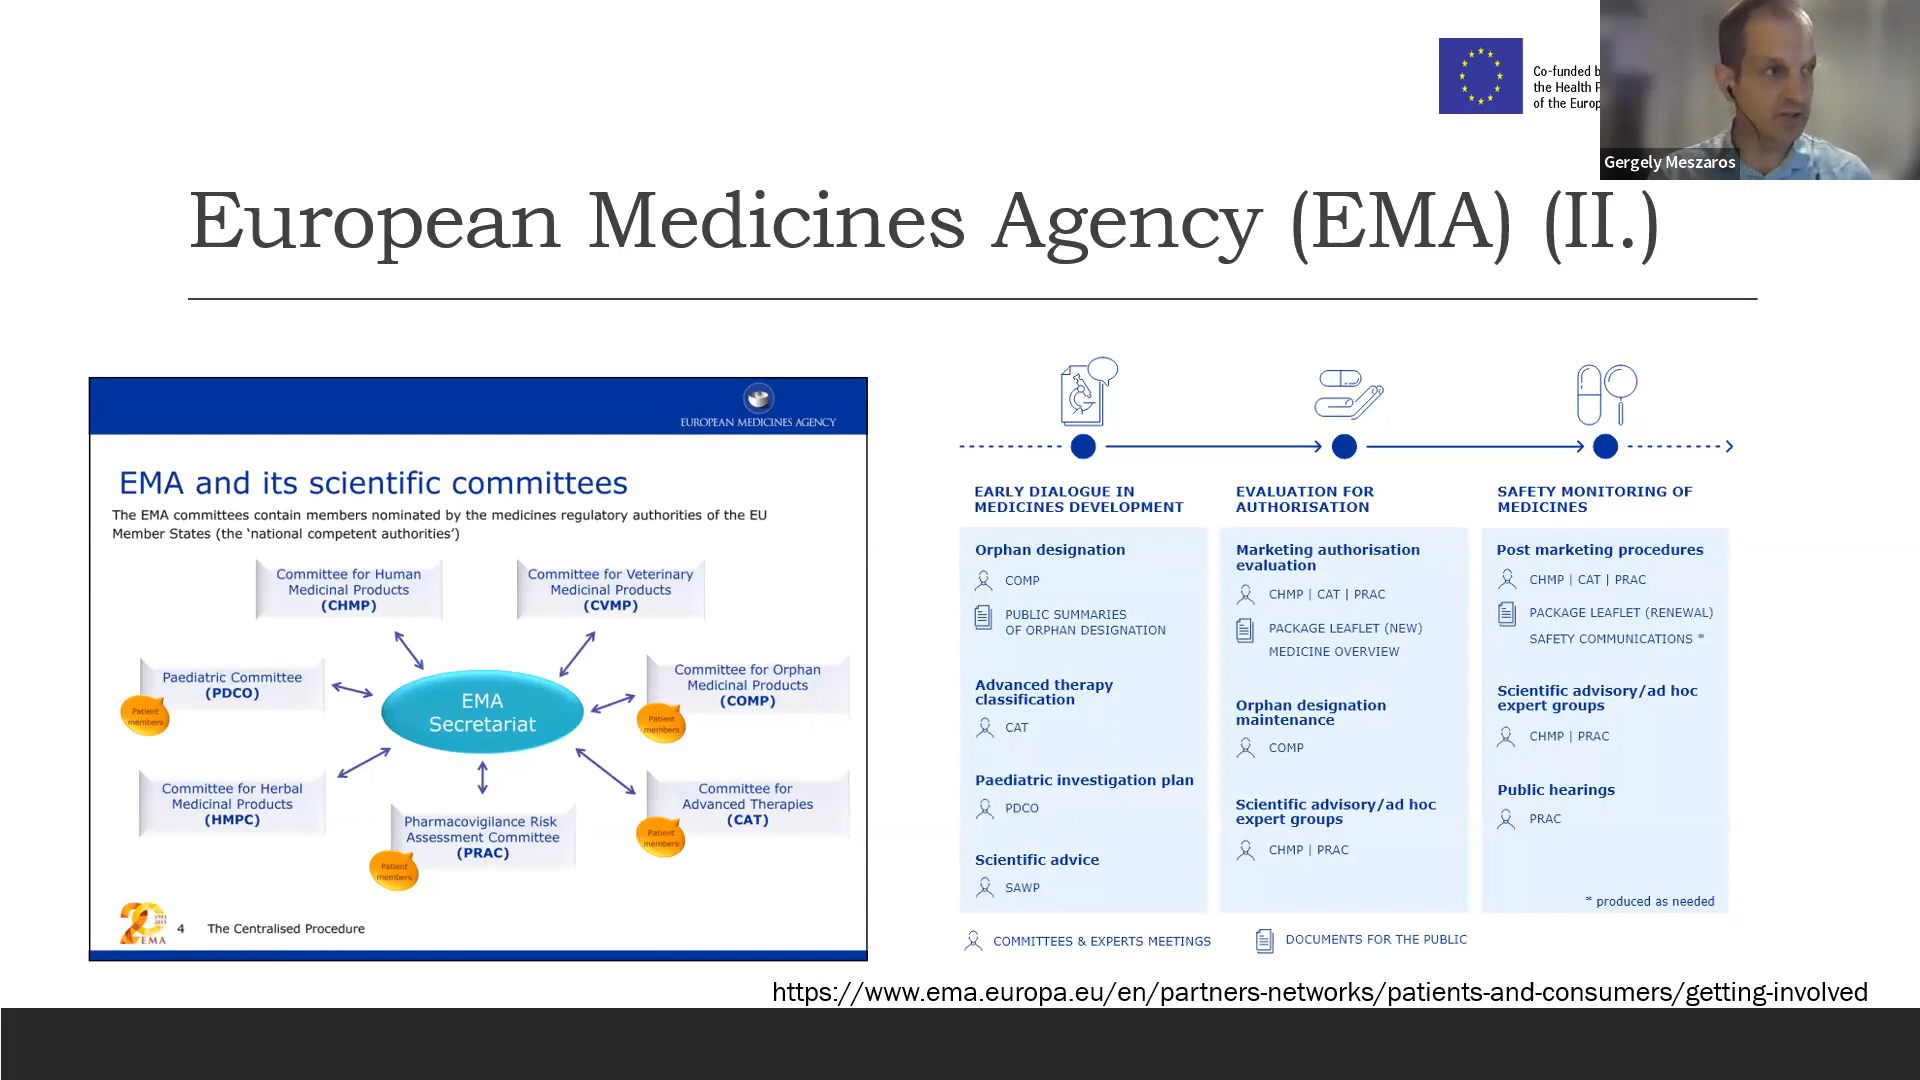 Co-funded b
the Health P
of the Europ
Gergely Meszaros
European Medicines Agency (EMA) (II.)
EUROPEAN MEDICINES AGENCY
EMA and its scientific committees
The EMA committees contain members nominated by the medicines regulatory authorities of the EU
Member States (the ‘national competent authorities’)
Committee for Human
Medicinal Products
(CHMP)
Committee for Veterinary
Medicinal Products
(CVMP)
Paediatric Committee
(PDCO)
Patient
members
EMA
Secretariat
Committee for Orphan
Medicinal Products
(COMP)
Patient
members
Committee for Herbal
Medicinal Products
(HMPC)
Pharmacovigilance Risk
Assessment Committee
(PRAC)
Patient
members
Committee for
Advanced Therapies
(CAT)
Patient
members
20
1995
2015
EMA
4
The Centralised Procedure
EARLY DIALOGUE IN
MEDICINES DEVELOPMENT
Orphan designation
COMP
PUBLIC SUMMARIES
OF ORPHAN DESIGNATION
Advanced therapy
classification
CAT
Paediatric investigation plan
PDCO
Scientific advice
SAWP
EVALUATION FOR
AUTHORISATION
Marketing authorisation
evaluation
CHMP | CAT | PRAC
PACKAGE LEAFLET (NEW)
MEDICINE OVERVIEW
Orphan designation
maintenance
COMP
Scientific advisory/ad hoc
expert groups
CHMP | PRAC
SAFETY MONITORING OF
MEDICINES
Post marketing procedures
CHMP | CAT | PRAC
PACKAGE LEAFLET (RENEWAL)
SAFETY COMMUNICATIONS *
Scientific advisory/ad hoc
expert groups
CHMP | PRAC
Public hearings
PRAC
* produced as needed
COMMITTEES & EXPERTS MEETINGS
DOCUMENTS FOR THE PUBLIC
https://www.ema.europa.eu/en/partners-networks/patients-and-consumers/getting-involved